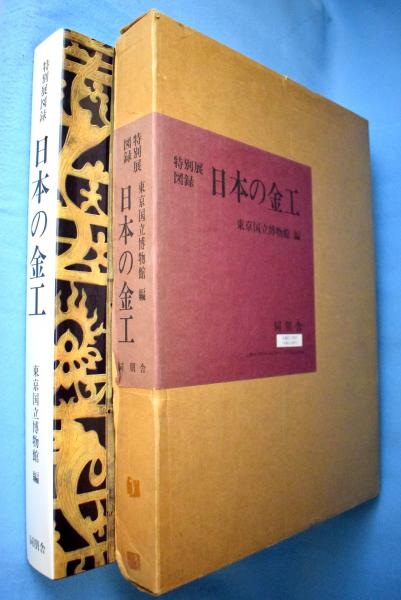 特別展図録
日本の金工
東京国立博物館 編
同朋舎
特別展
図録
日本の金工
東京国立博物館 編
同朋舎
特別展
図録
日本の金工
東京国立博物館 編
同朋舎